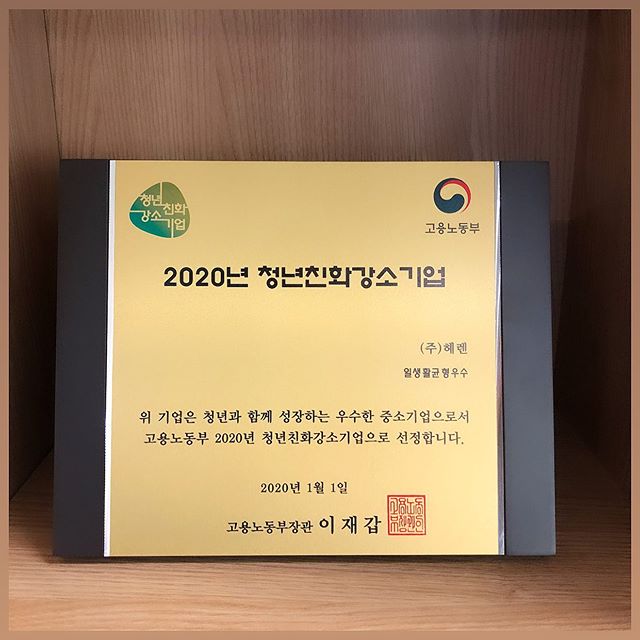 청년친화
강소기업
고용노동부
2020년 청년친화강소기업
(주)헤렌
일생활균형우수
위 기업은 청년과 함께 성장하는 우수한 중소기업으로서
고용노동부 2020년 청년친화강소기업으로 선정합니다.
2020년 1월 1일
고용노동부장관 이재갑